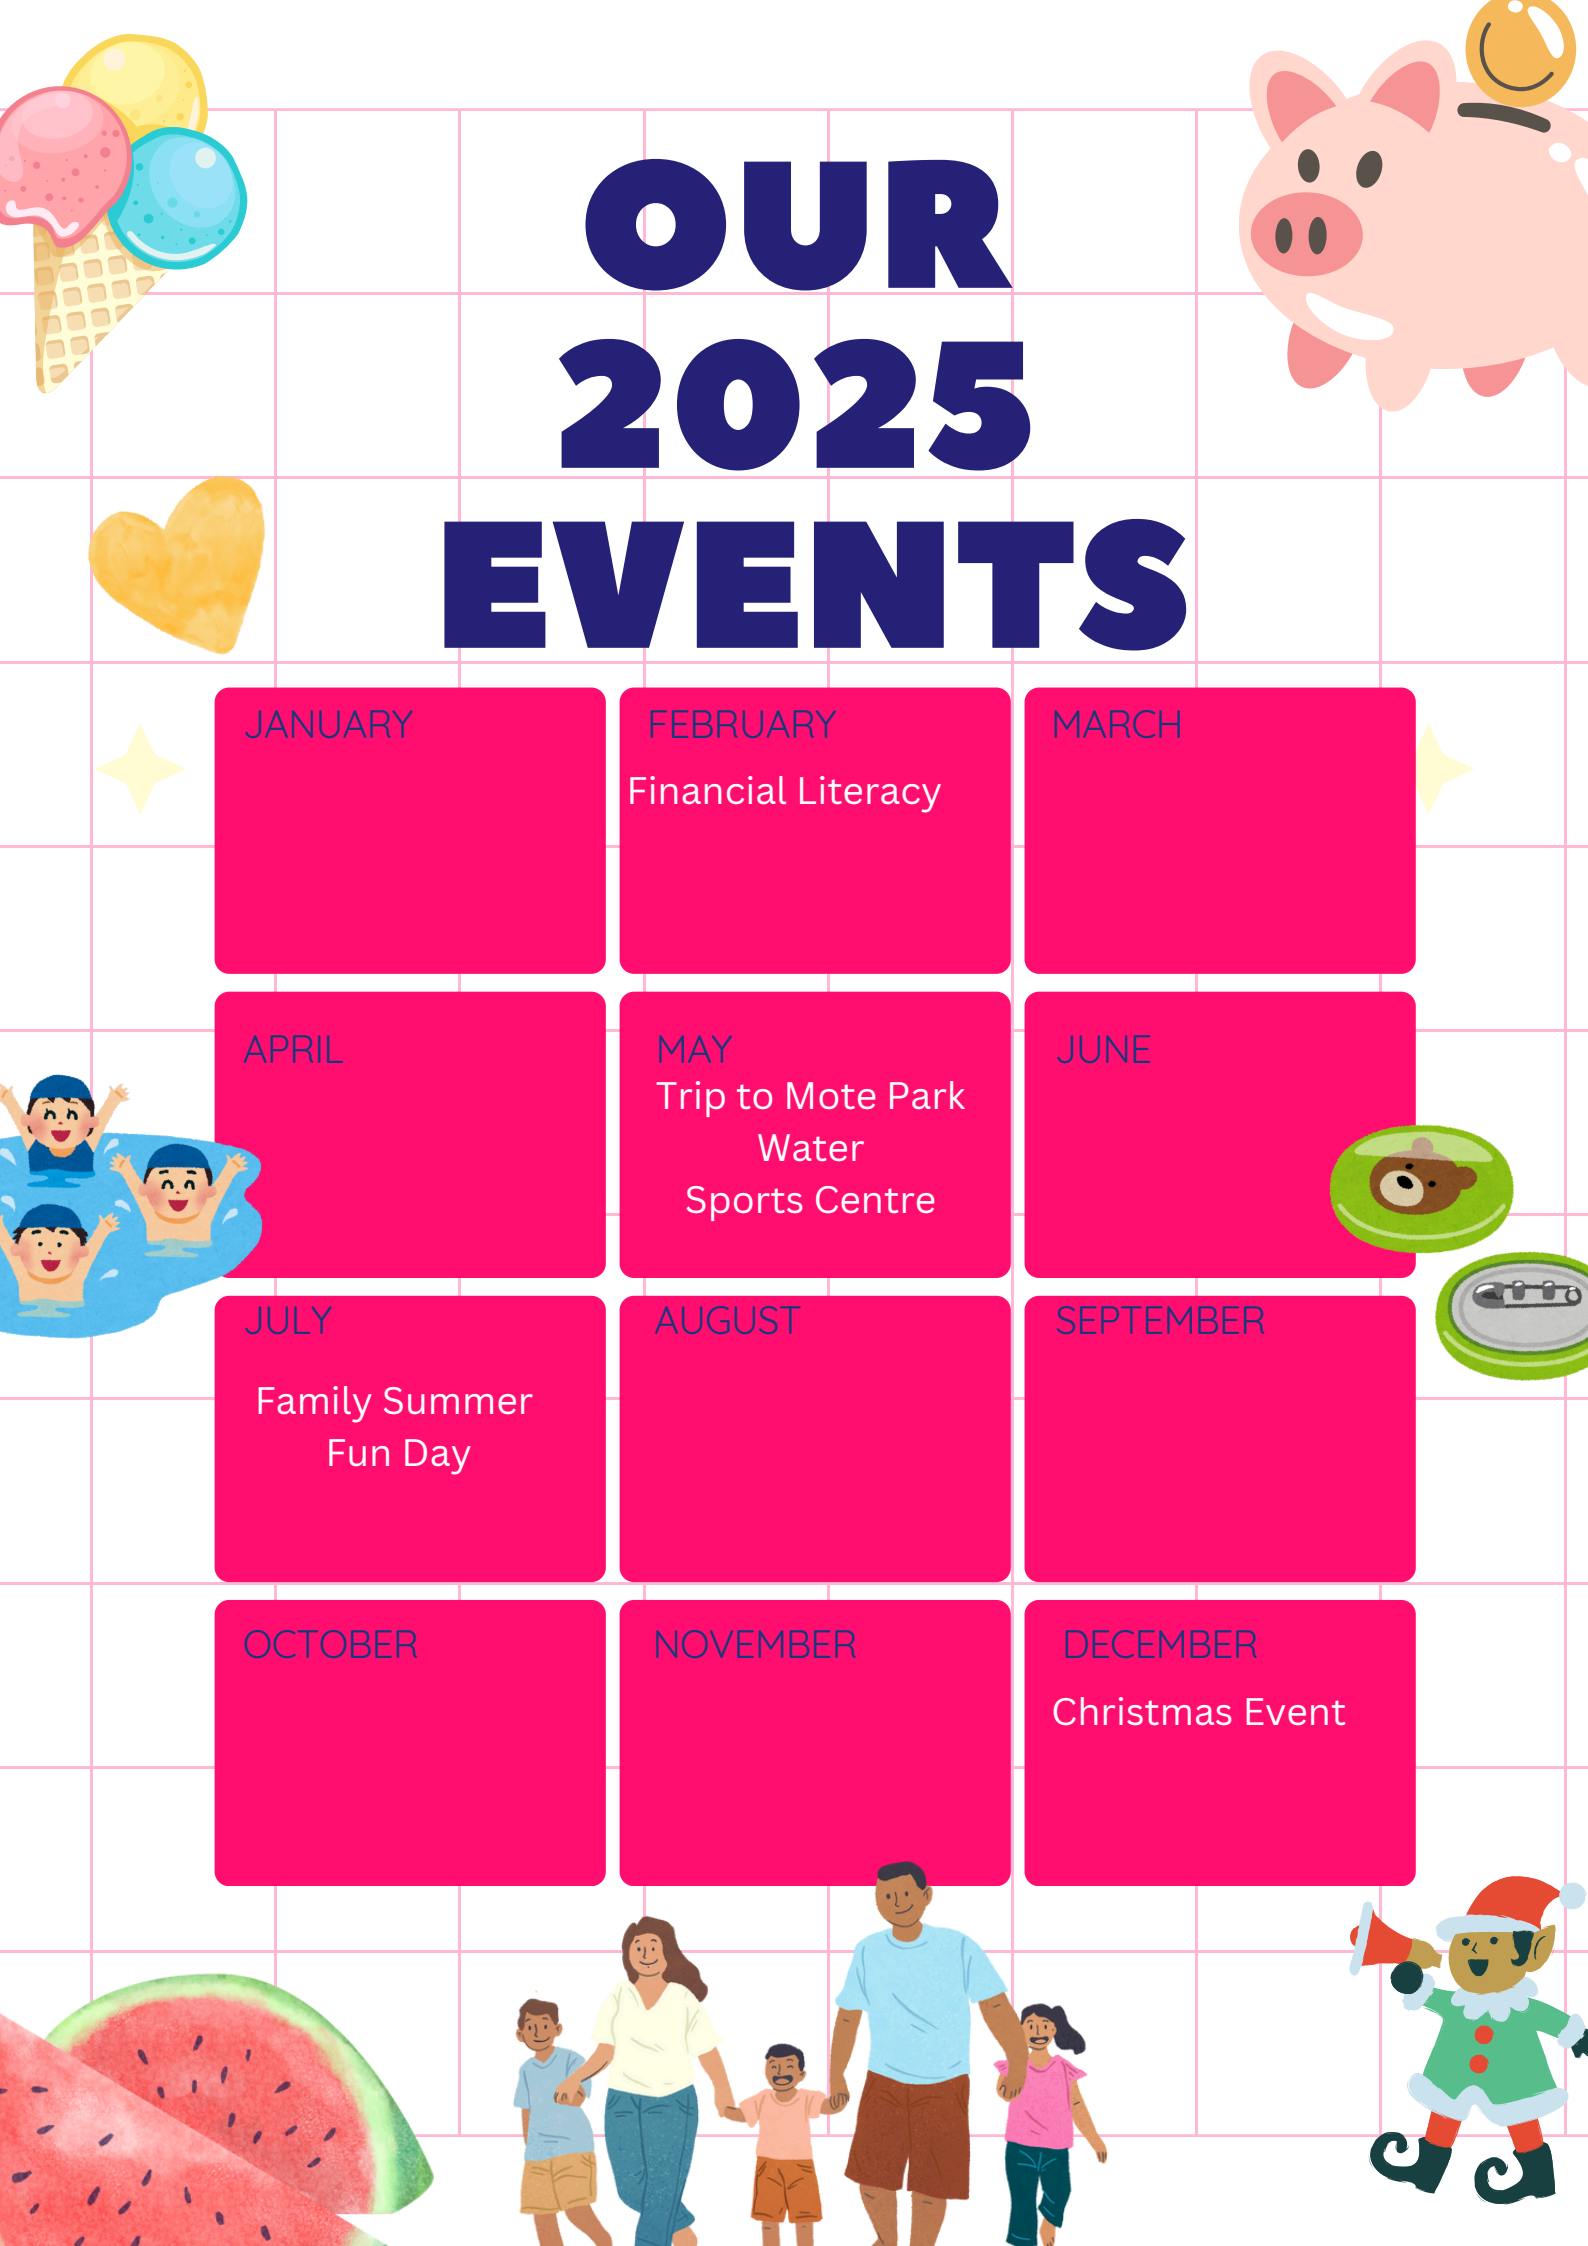 OUR
2025
EVENTS
JANUARY
FEBRUARY
Financial Literacy
MARCH
APRIL
MAY
Trip to Mote Park
Water
Sports Centre
JUNE
JULY
Family Summer
Fun Day
AUGUST
SEPTEMBER
OCTOBER
NOVEMBER
DECEMBER
Christmas Event